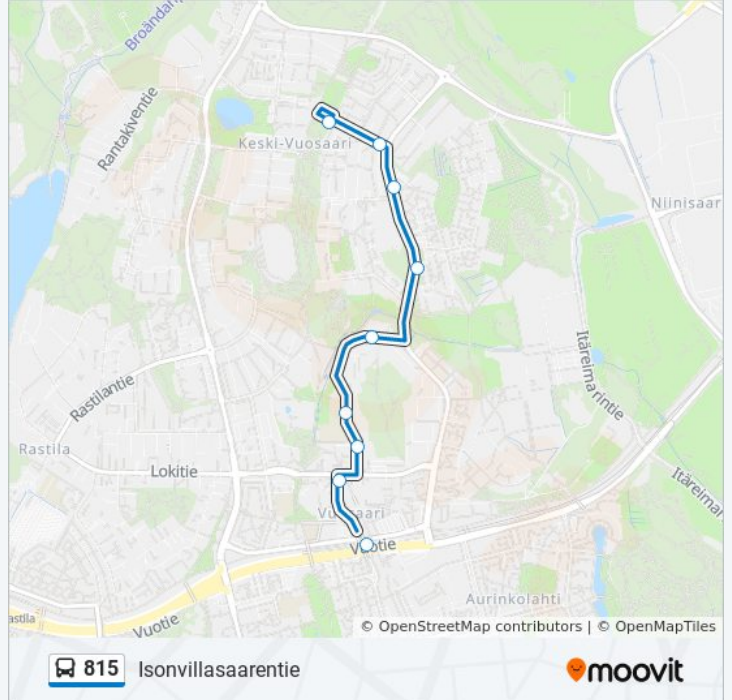 Broändan
Rantakiventie
Keski-Vuosaari
Niinisaar
Itäreimarintie
Rastilantie
Rastila
Lokitie
Itäreimar
Vuosaari
Vuotie
Aurinkolahti
astila
Vuotie
© OpenStreetMap contributors | © OpenMapTiles
815 Isonvillasaarentie
moovit